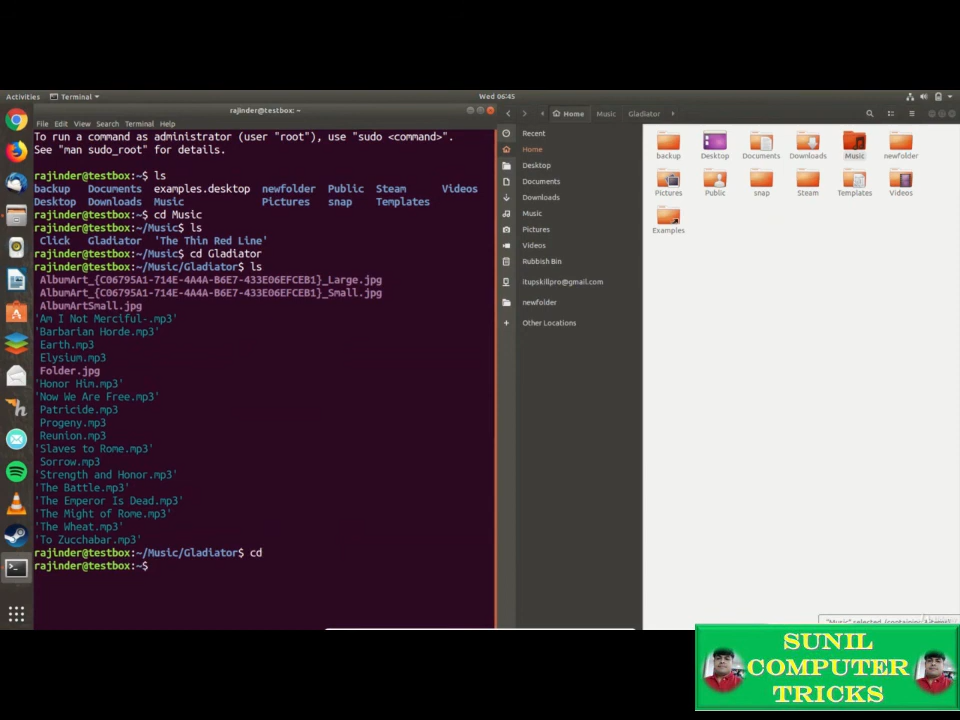 Activities
Terminal
Wed 06:45
rajinder@testbox: ~
File Edit View Search Terminal Help
To run a command as administrator (user "root"), use "sudo <command>".
See "man sudo_root" for details.
rajinder@testbox:~$ ls
backup Documents examples.desktop newfolder Public Steam Videos
Desktop Downloads Music Pictures snap Templates
rajinder@testbox:~$ cd Music
rajinder@testbox:~/Music$ ls
Click Gladiator 'The Thin Red Line'
rajinder@testbox:~/Music$ cd Gladiator
rajinder@testbox:~/Music/Gladiator$ ls
AlbumArt_{C06795A1-714E-4A4A-B6E7-433E06EFCEB1}_Large.jpg
AlbumArt_{C06795A1-714E-4A4A-B6E7-433E06EFCEB1}_Small.jpg
AlbumArtSmall.jpg
'Am I Not Merciful-.mp3'
'Barbarian Horde.mp3'
Earth.mp3
Elysium.mp3
Folder.jpg
'Honor Him.mp3'
'Now We Are Free.mp3'
Patricide.mp3
Progeny.mp3
Reunion.mp3
'Slaves to Rome.mp3'
Sorrow.mp3
'Strength and Honor.mp3'
'The Battle.mp3'
'The Emperor Is Dead.mp3'
'The Might of Rome.mp3'
'The Wheat.mp3'
'To Zucchabar.mp3'
rajinder@testbox:~/Music/Gladiator$ cd
rajinder@testbox:~$
Home Music Gladiator
Recent
Home
Desktop
Documents
Downloads
Music
Pictures
Videos
Rubbish Bin
itupskillpro@gmail.com
newfolder
Other Locations
backup Desktop Documents Downloads Music newfolder
Pictures Public snap Steam Templates Videos
Examples
"Music" selected (containing
SUNIL
COMPUTER
TRICKS